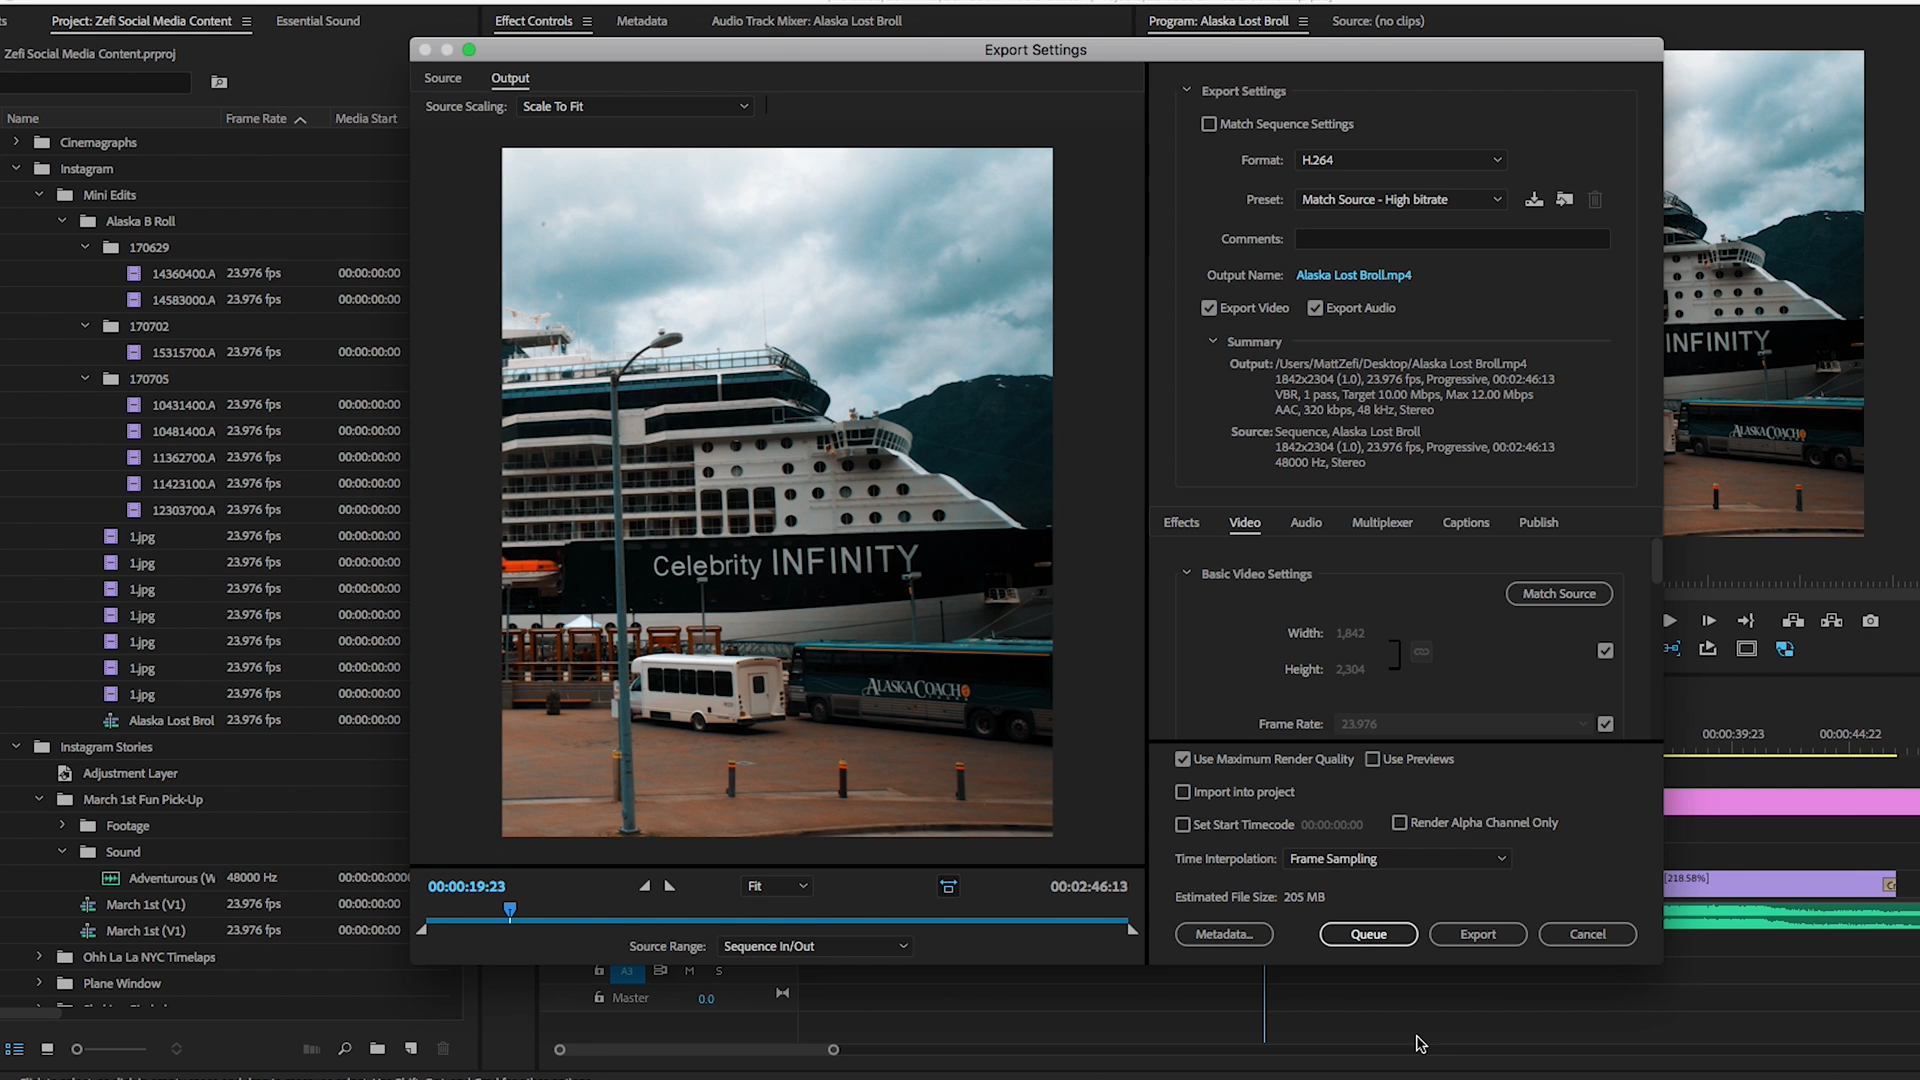 Project: Zefi Social Media Content
Essential Sound
Effect Controls
Metadata
Audio Track Mixer: Alaska Lost Broll
Program: Alaska Lost Broll
Source: (no clips)
Zefi Social Media Content.prproj
Export Settings
Source
Output
Source Scaling: Scale To Fit
Name
Frame Rate
Media Start
Cinemagraphs
Instagram
Mini Edits
Alaska B Roll
170629
14360400.A 23.976 fps 00:00:00:00
14583000.A 23.976 fps 00:00:00:00
170702
15315700.A 23.976 fps 00:00:00:00
170705
10431400.A 23.976 fps 00:00:00:00
10481400.A 23.976 fps 00:00:00:00
11362700.A 23.976 fps 00:00:00:00
11423100.A 23.976 fps 00:00:00:00
12303700.A 23.976 fps 00:00:00:00
1.jpg 23.976 fps 00:00:00:00
1.jpg 23.976 fps 00:00:00:00
1.jpg 23.976 fps 00:00:00:00
1.jpg 23.976 fps 00:00:00:00
1.jpg 23.976 fps 00:00:00:00
1.jpg 23.976 fps 00:00:00:00
1.jpg 23.976 fps 00:00:00:00
Alaska Lost Brol 23.976 fps 00:00:00:00
Instagram Stories
Adjustment Layer
March 1st Fun Pick-Up
Footage
Sound
Adventurous (W 48000 Hz 00:00:00:0000
March 1st (V1) 23.976 fps 00:00:00:00
March 1st (V1) 23.976 fps 00:00:00:00
Ohh La La NYC Timelaps
Plane Window
Celebrity INFINITY
ALASKA COACH
TOURS
00:00:19:23
Fit
00:02:46:13
Source Range: Sequence In/Out
Export Settings
Match Sequence Settings
Format: H.264
Preset: Match Source - High bitrate
Comments:
Output Name: Alaska Lost Broll.mp4
Export Video Export Audio
Summary
Output: /Users/MattZefi/Desktop/Alaska Lost Broll.mp4
1842x2304 (1.0), 23.976 fps, Progressive, 00:02:46:13
VBR, 1 pass, Target 10.00 Mbps, Max 12.00 Mbps
AAC, 320 kbps, 48 kHz, Stereo
Source: Sequence, Alaska Lost Broll
1842x2304 (1.0), 23.976 fps, Progressive, 00:02:46:13
48000 Hz, Stereo
Effects Video Audio Multiplexer Captions Publish
Basic Video Settings
Match Source
Width: 1,842
Height: 2,304
Frame Rate: 23.976
Use Maximum Render Quality Use Previews
Import into project
Set Start Timecode 00:00:00:00 Render Alpha Channel Only
Time Interpolation: Frame Sampling
Estimated File Size: 205 MB
Metadata... Queue Export Cancel
INFINITY
ALASKA COACH
00:00:39:23 00:00:44:22
[218.58%]
A3 M S
Master 0.0